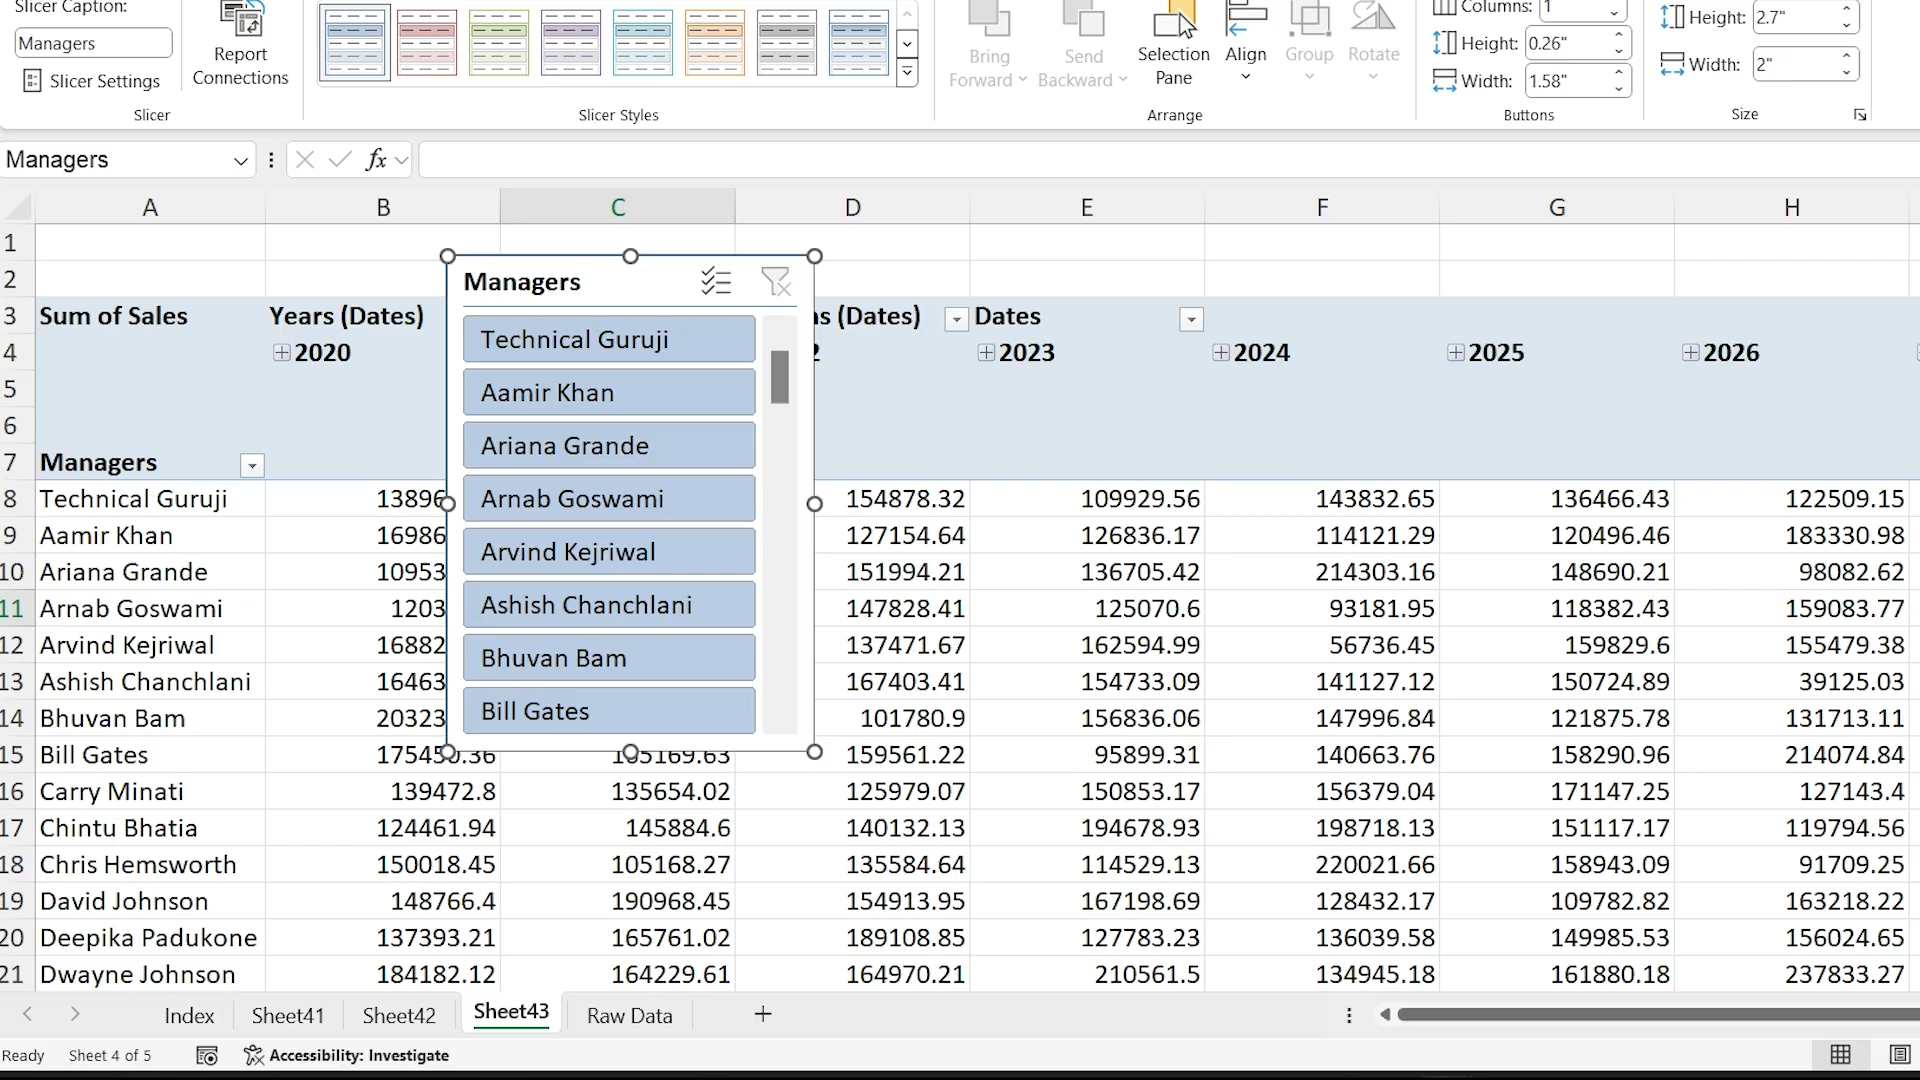 Slicer Caption:
Managers
Slicer Settings
Report
Connections
Slicer
Slicer Styles
Bring
Forward
Send
Backward
Selection
Pane
Align
Group
Rotate
Arrange
Columns: 1
Height: 0.26"
Width: 1.58"
Buttons
Height: 2.7"
Width: 2"
Size
Managers
fx
A B C D E F G H
1
2
3 Sum of Sales Years (Dates) Dates
4 2020 2023 2024 2025 2026
5
6
7 Managers
8 Technical Guruji 13896 154878.32 109929.56 143832.65 136466.43 122509.15
9 Aamir Khan 16986 127154.64 126836.17 114121.29 120496.46 183330.98
10 Ariana Grande 10953 151994.21 136705.42 214303.16 148690.21 98082.62
11 Arnab Goswami 1203 147828.41 125070.6 93181.95 118382.43 159083.77
12 Arvind Kejriwal 16882 137471.67 162594.99 56736.45 159829.6 155479.38
13 Ashish Chanchlani 16463 167403.41 154733.09 141127.12 150724.89 39125.03
14 Bhuvan Bam 20323 101780.9 156836.06 147996.84 121875.78 131713.11
15 Bill Gates 159561.22 95899.31 140663.76 158290.96 214074.84
16 Carry Minati 139472.8 135654.02 125979.07 150853.17 156379.04 171147.25 127143.4
17 Chintu Bhatia 124461.94 145884.6 140132.13 194678.93 198718.13 151117.17 119794.56
18 Chris Hemsworth 150018.45 105168.27 135584.64 114529.13 220021.66 158943.09 91709.25
19 David Johnson 148766.4 190968.45 154913.95 167198.69 128432.17 109782.82 163218.22
20 Deepika Padukone 137393.21 165761.02 189108.85 127783.23 136039.58 149985.53 156024.65
21 Dwayne Johnson 184182.12 164229.61 164970.21 210561.5 134945.18 161880.18 237833.27
Managers
Technical Guruji
Aamir Khan
Ariana Grande
Arnab Goswami
Arvind Kejriwal
Ashish Chanchlani
Bhuvan Bam
Bill Gates
Index Sheet41 Sheet42 Sheet43 Raw Data
Ready Sheet 4 of 5 Accessibility: Investigate